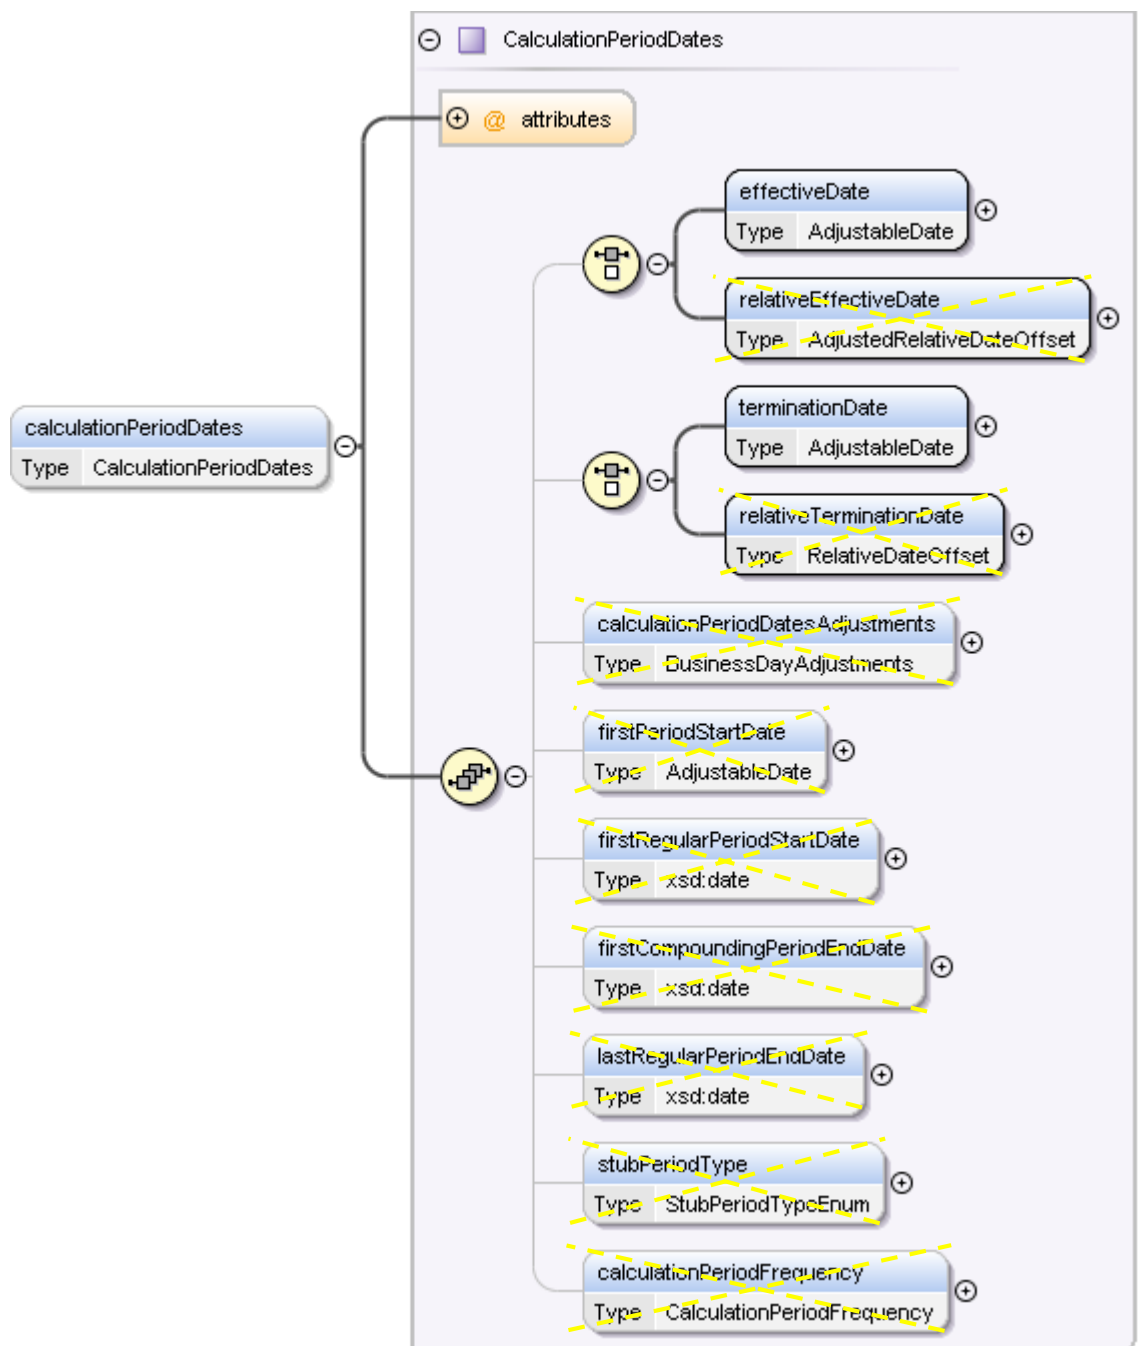 CalculationPeriodDates
@ attributes
effectiveDate
Type AdjustableDate
relativeEffectiveDate
Type AdjustedRelativeDateOffset
terminationDate
Type AdjustableDate
calculationPeriodDates
Type CalculationPeriodDates
relativeTerminationDate
Type RelativeDateOffset
calculationPeriodDatesAdjustments
Type BusinessDayAdjustments
firstPeriodStartDate
Type AdjustableDate
firstRegularPeriodStartDate
Type xsd:date
firstCompoundingPeriodEndDate
Type xsd:date
lastRegularPeriodEndDate
Type xsd:date
stubPeriodType
Type StubPeriodTypeEnum
calculationPeriodFrequency
Type CalculationPeriodFrequency